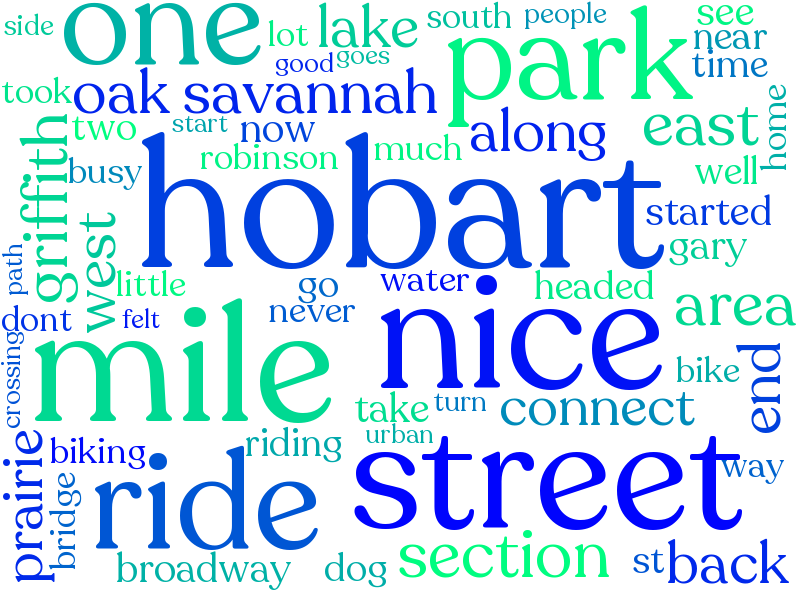 side
one
lot
lake
south
people
see
near
time
good
goes
park
took
oak savannah
two
start
now
along
east
home
griffith
busy
robinson
much
well
hobart
started
gary
west
path
little
go
water
headed
area
dont
felt
never
nice
crossing
mile
bike
end
take
turn
connect
urban
prairie
biking
riding
street
way
bridge
ride
broadway
dog
section
st
back